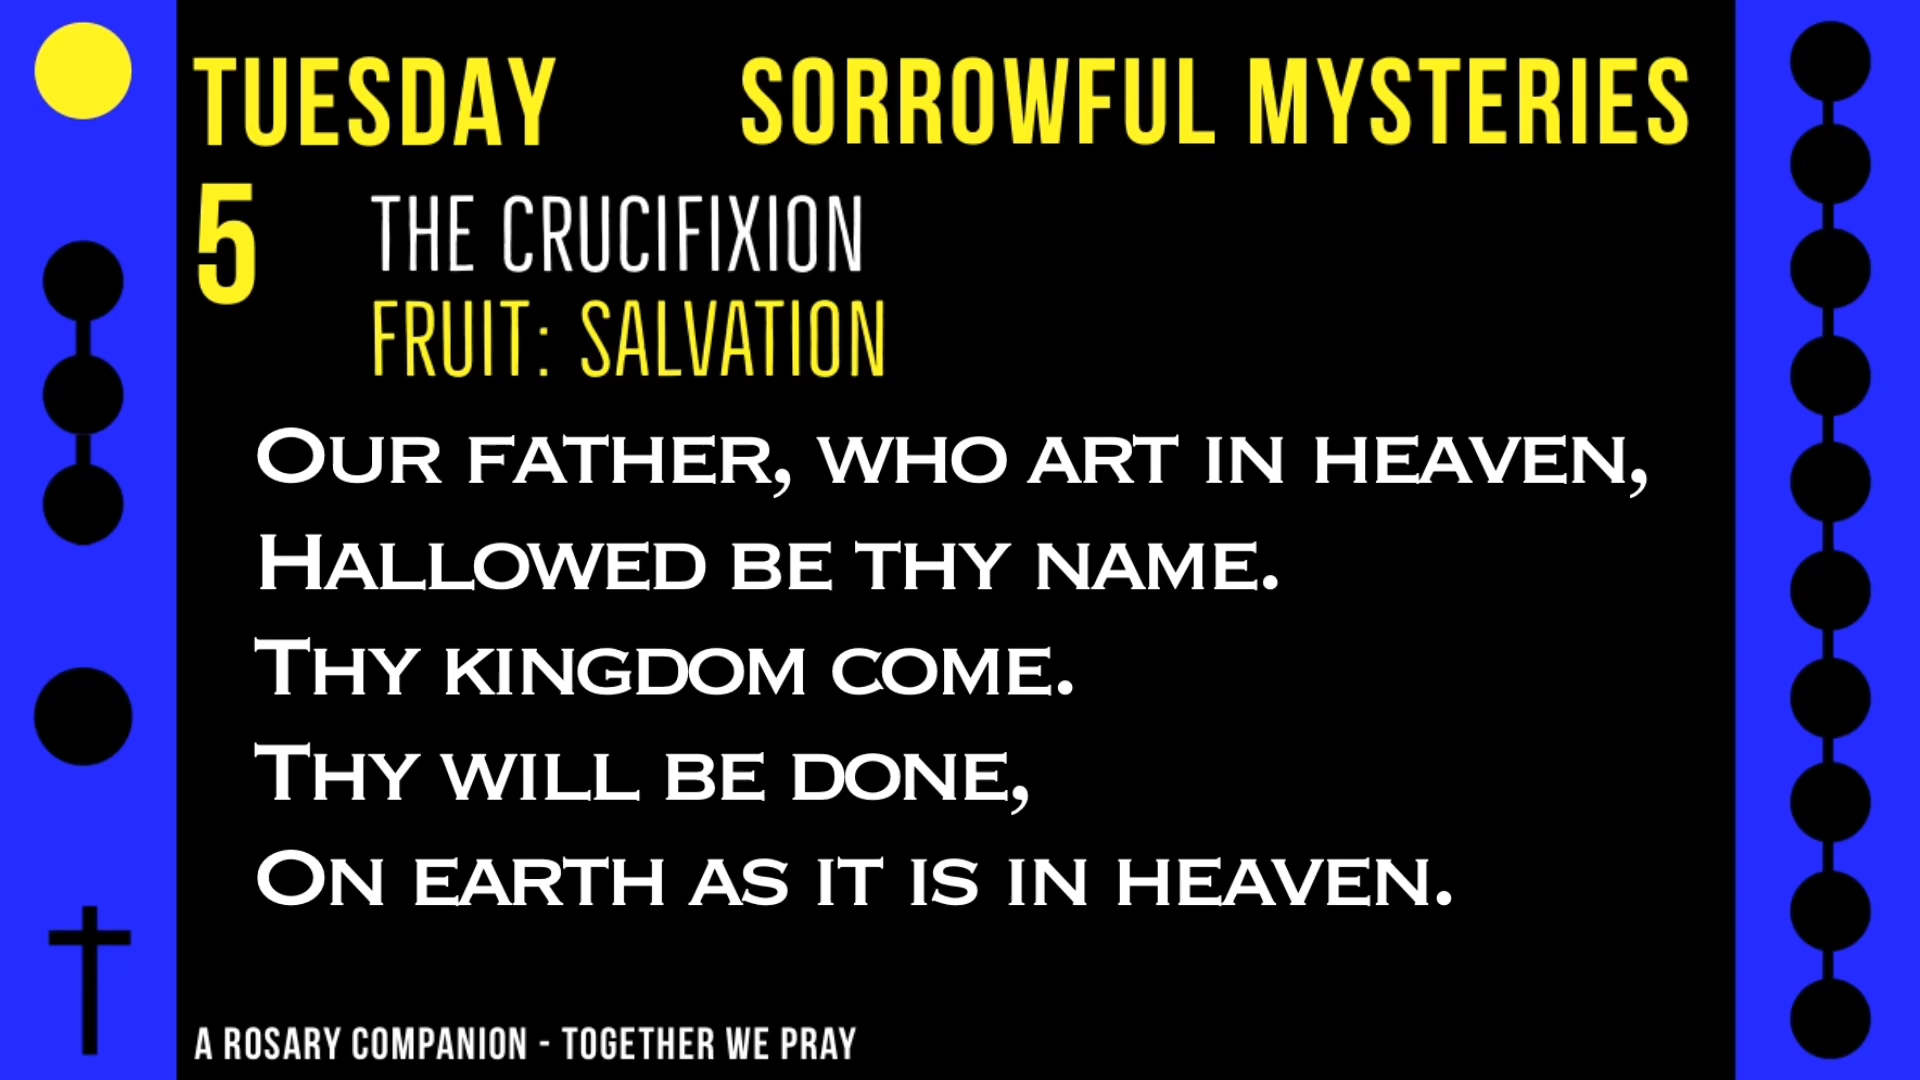 TUESDAY SORROWFUL MYSTERIES
5 THE CRUCIFIXION
FRUIT: SALVATION
OUR FATHER, WHO ART IN HEAVEN,
HALLOWED BE THY NAME.
THY KINGDOM COME.
THY WILL BE DONE,
ON EARTH AS IT IS IN HEAVEN.
A ROSARY COMPANION - TOGETHER WE PRAY